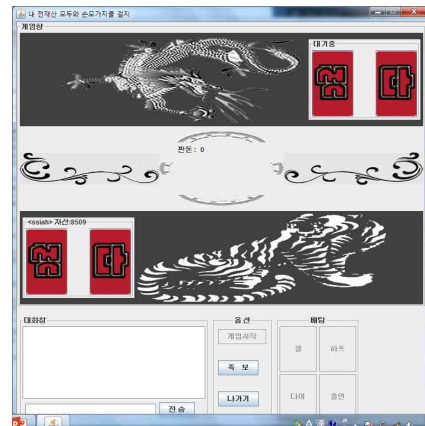 내 전재산 모두와 손모가지를 걸지
게임창
대기중
판돈: 0
<ssiah> 자산:8509
대화창
옵션
배팅
게임시작
콜
하프
족 보
나가기
다이
올인
전송